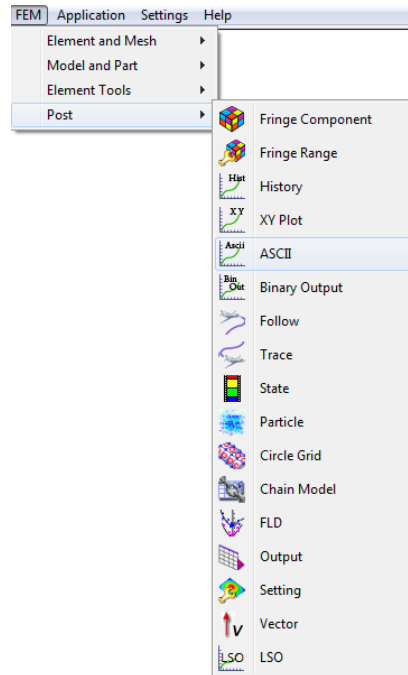 FEM Application Settings Help
Element and Mesh
Model and Part
Element Tools
Post
Fringe Component
Fringe Range
Hist
History
X Y
XY Plot
Ascii
ASCII
Bin
Out
Binary Output
Follow
Trace
State
Particle
Circle Grid
Chain Model
FLD
Output
Setting
V
Vector
LSO
LSO